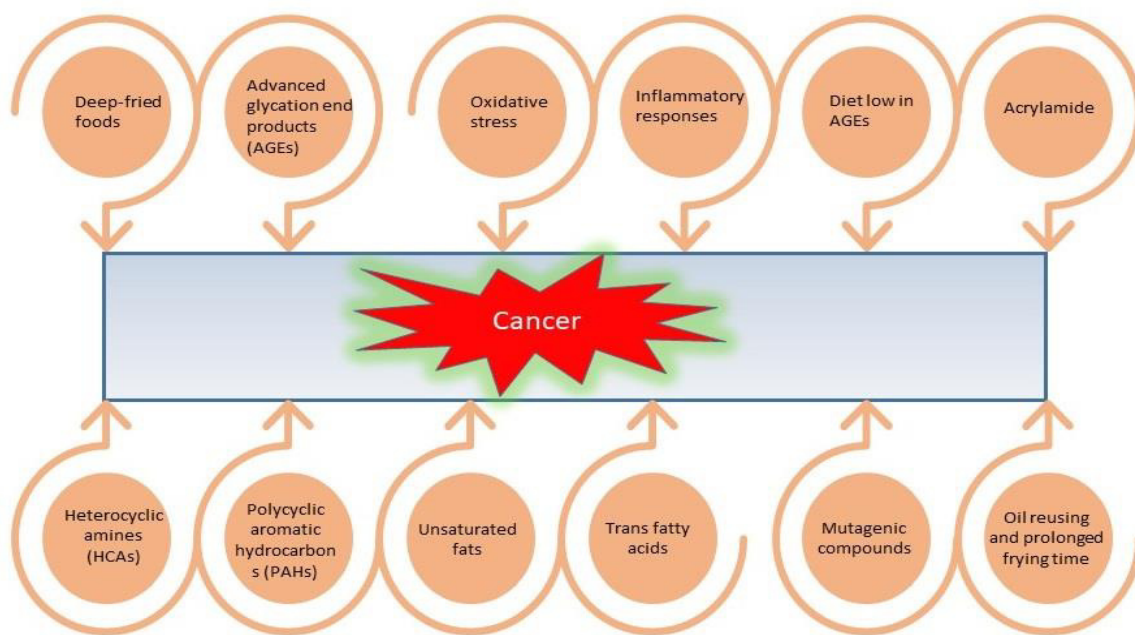 Deep-fried
foods
Advanced
glycation end
products
(AGEs)
Oxidative
stress
Inflammatory
responses
Diet low in
AGEs
Acrylamide
Cancer
Heterocyclic
amines
(HCAs)
Polycyclic
aromatic
hydrocarbon
s (PAHs)
Unsaturated
fats
Trans fatty
acids
Mutagenic
compounds
Oil reusing
and prolonged
frying time